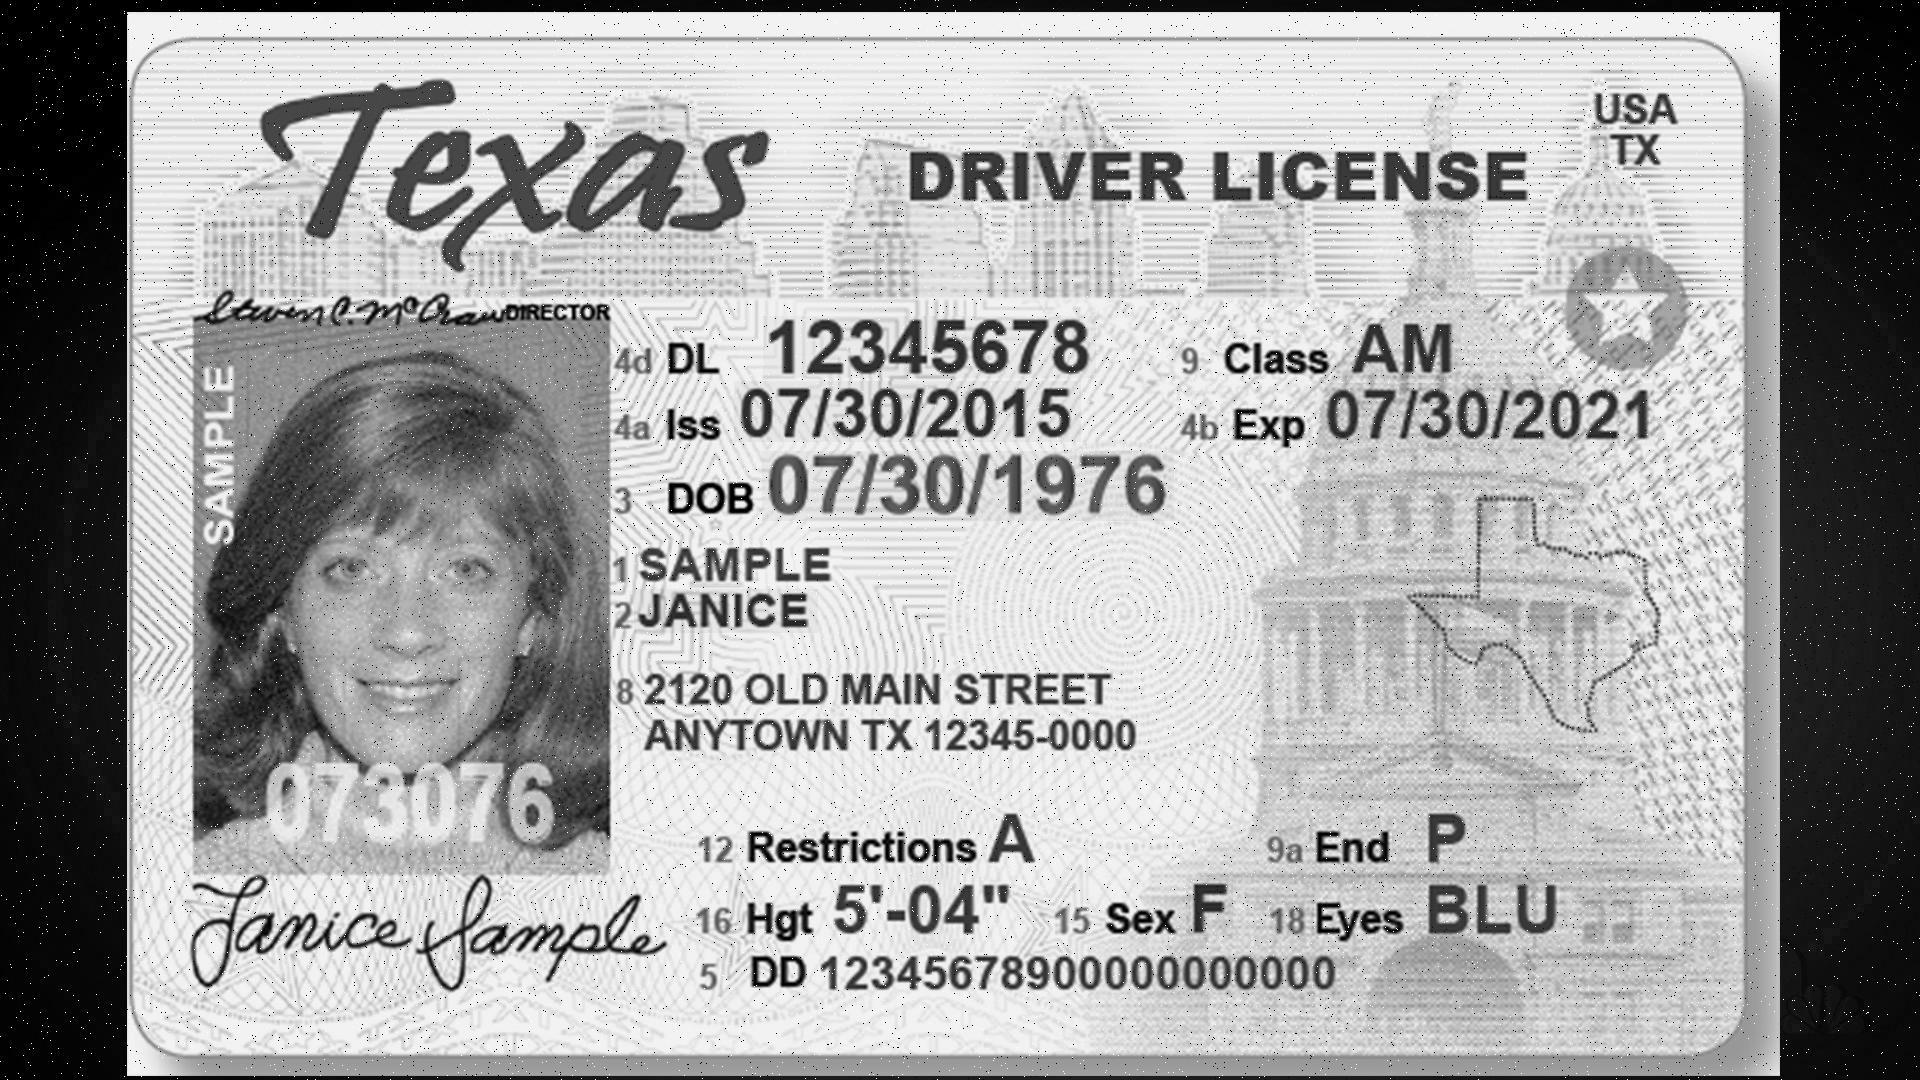 Texas
DRIVER LICENSE
USA
TX
Steven C. McCraw DIRECTOR
SAMPLE
4d DL 12345678 9 Class AM
4a Iss 07/30/2015 4b Exp 07/30/2021
3 DOB 07/30/1976
1 SAMPLE
2 JANICE
8 2120 OLD MAIN STREET
ANYTOWN TX 12345-0000
073076
12 Restrictions A 9a End P
16 Hgt 5'-04" 15 Sex F 18 Eyes BLU
5 DD 12345678900000000000
Janice Sample